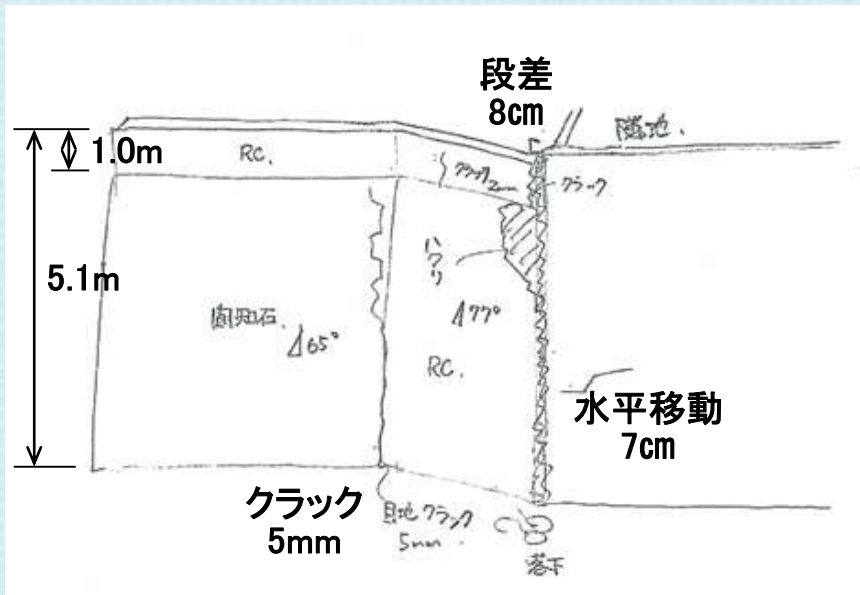 段差
8cm
隣地.
1.0m
RC.
クラック
2mm
クラック
ハクリ
5.1m
間知石.
65°
77°
RC.
水平移動
7cm
クラック
5mm
目地クラック
5mm.
落下